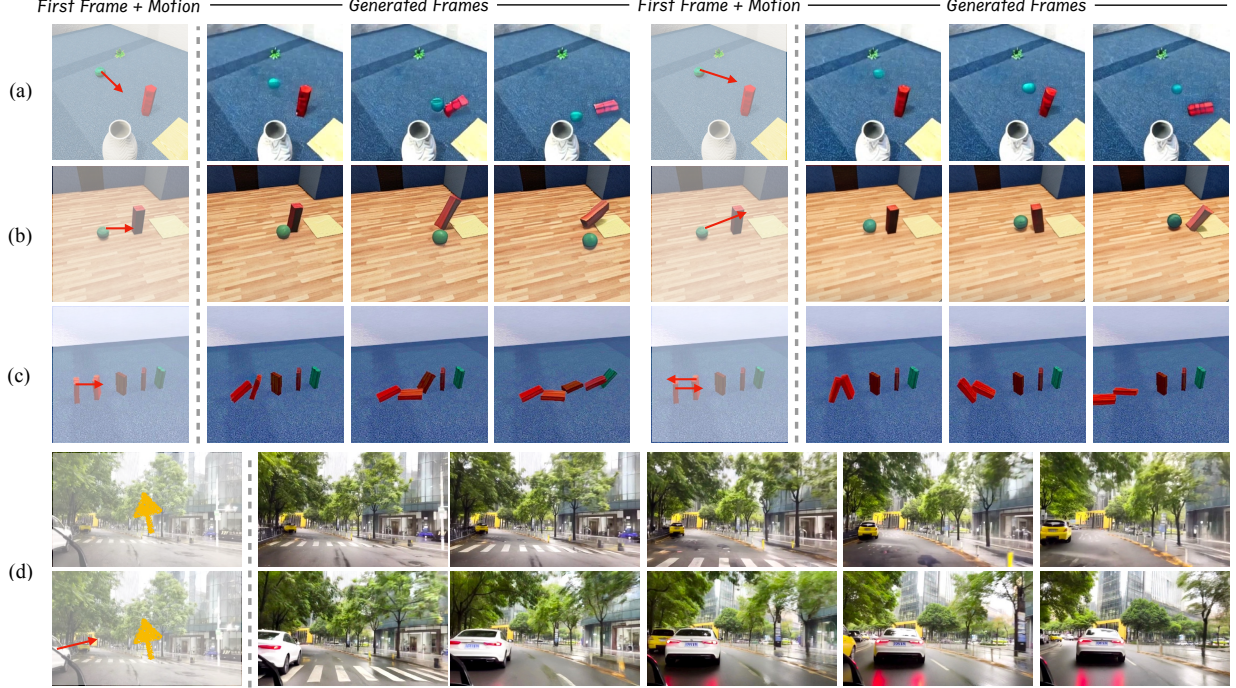 First Frame + Motion Generated Frames First Frame + Motion Generated Frames
(a)
(b)
(c)
(d)